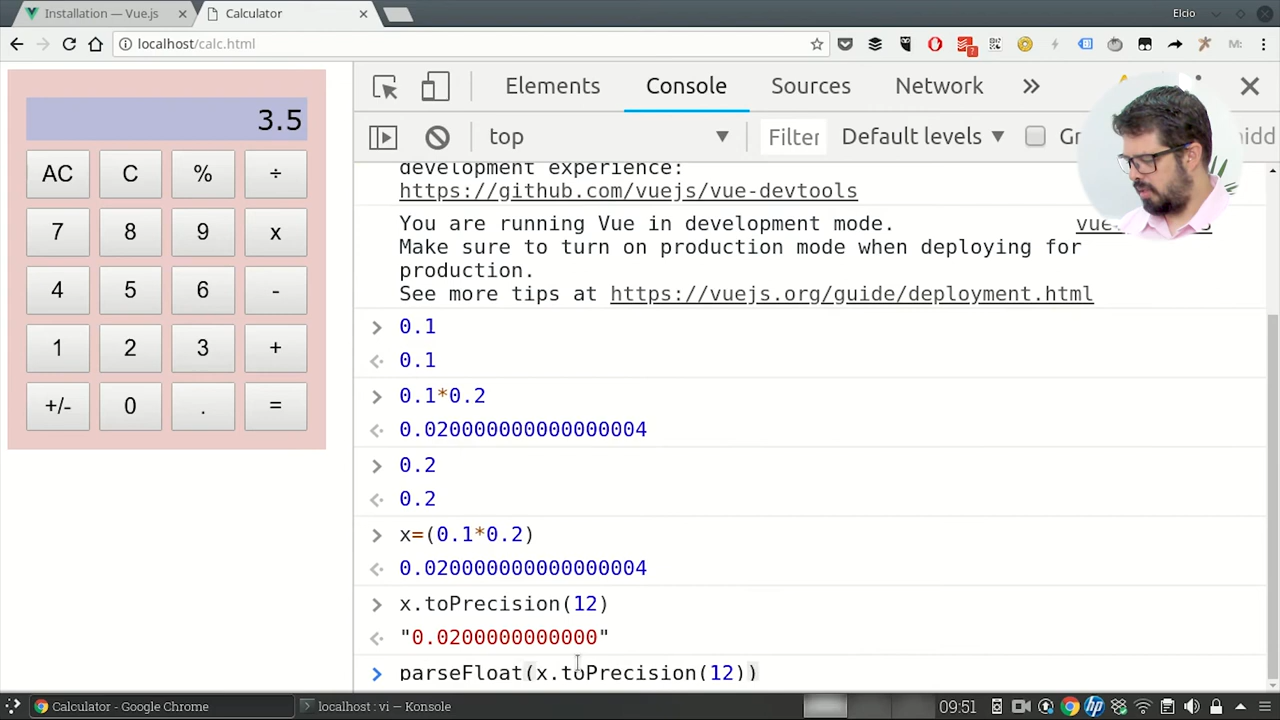 Installation — Vue.js
Calculator
Elcio
localhost/calc.html
M:
?
Elements
Console
Sources
Network
top
Filter
Default levels
development experience:
https://github.com/vuejs/vue-devtools
You are running Vue in development mode.
Make sure to turn on production mode when deploying for
production.
See more tips at https://vuejs.org/guide/deployment.html
3.5
AC C % ÷
7 8 9 x
4 5 6 -
1 2 3 +
+/- 0 . =
> 0.1
<· 0.1
> 0.1*0.2
<· 0.020000000000000004
> 0.2
<· 0.2
> x=(0.1*0.2)
<· 0.020000000000000004
> x.toPrecision(12)
<· "0.0200000000000"
> parseFloat(x.toPrecision(12))
Calculator - Google Chrome
localhost : vi — Konsole
09:51